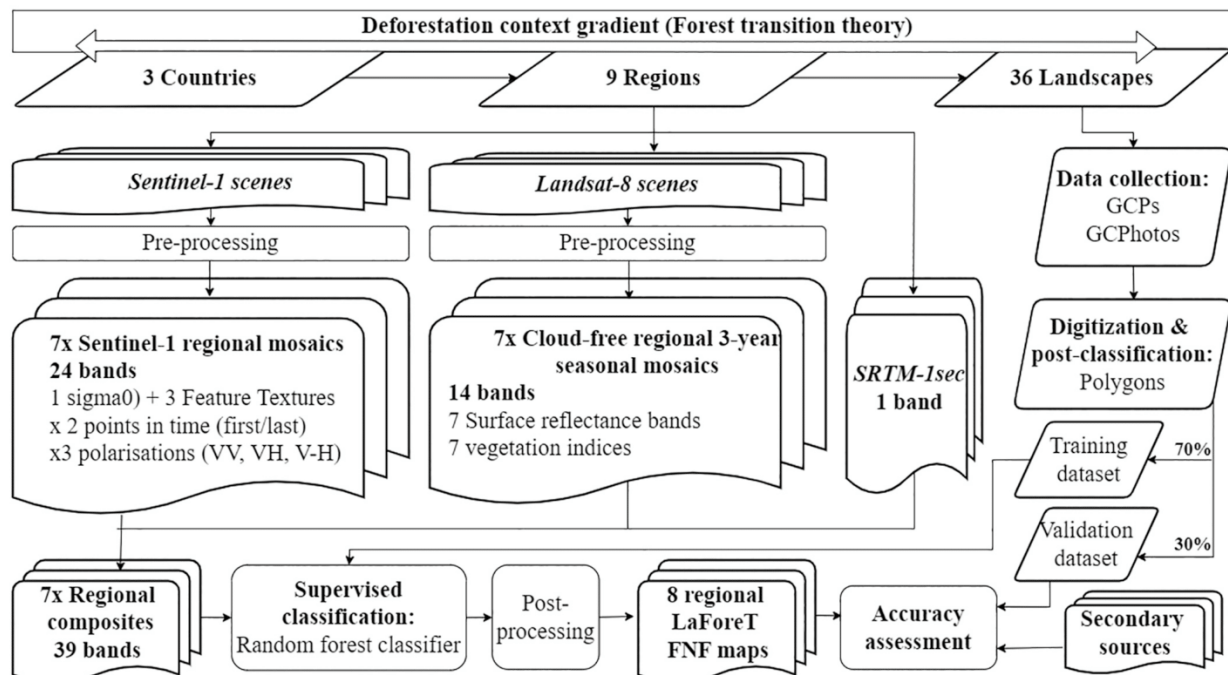 Deforestation context gradient (Forest transition theory)
3 Countries
9 Regions
36 Landscapes
Sentinel-1 scenes
Landsat-8 scenes
Data collection:
GCPs
GCPhotos
Pre-processing
Pre-processing
7x Sentinel-1 regional mosaics
24 bands
1 sigma0) + 3 Feature Textures
x 2 points in time (first/last)
x3 polarisations (VV, VH, V-H)
7x Cloud-free regional 3-year
seasonal mosaics
14 bands
7 Surface reflectance bands
7 vegetation indices
SRTM-1sec
1 band
Digitization &
post-classification:
Polygons
Training
dataset
70%
Validation
dataset
30%
7x Regional
composites
39 bands
Supervised
classification:
Random forest classifier
Post-
processing
8 regional
LaForeT
FNF maps
Accuracy
assessment
Secondary
sources